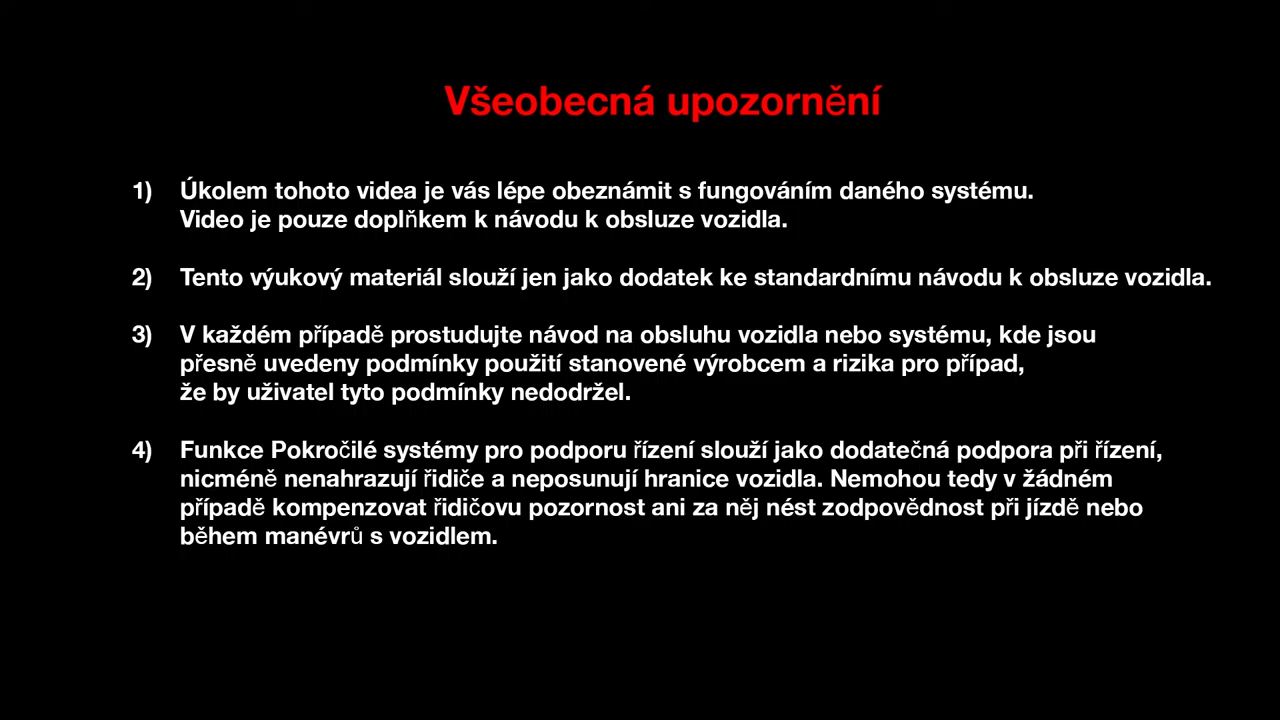 Všeobecná upozornění
1) Úkolem tohoto videa je vás lépe obeznámit s fungováním daného systému.
Video je pouze doplňkem k návodu k obsluze vozidla.
2) Tento výukový materiál slouží jen jako dodatek ke standardnímu návodu k obsluze vozidla.
3) V každém případě prostudujte návod na obsluhu vozidla nebo systému, kde jsou
přesně uvedeny podmínky použití stanovené výrobcem a rizika pro případ,
že by uživatel tyto podmínky nedodržel.
4) Funkce Pokročilé systémy pro podporu řízení slouží jako dodatečná podpora při řízení,
nicméně nenahrazují řidiče a neposunují hranice vozidla. Nemohou tedy v žádném
případě kompenzovat řidičovu pozornost ani za něj nést zodpovědnost při jízdě nebo
během manévrů s vozidlem.